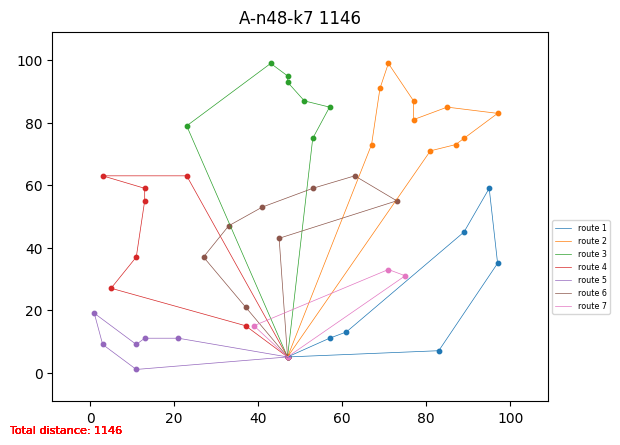 A-n48-k7 1146
100
80
60
40
20
0
0 20 40 60 80 100
route 1
route 2
route 3
route 4
route 5
route 6
route 7
Total distance: 1146